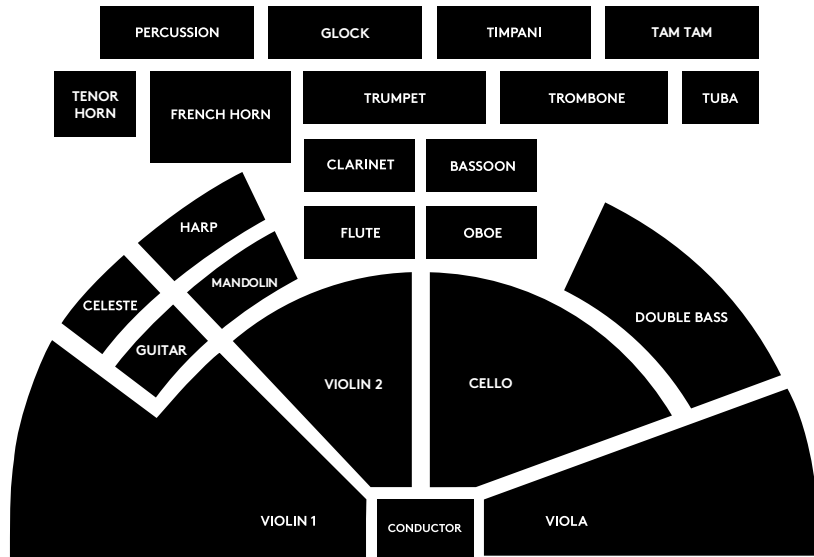 PERCUSSION
GLOCK
TIMPANI
TAM TAM
TENOR
HORN
FRENCH HORN
TRUMPET
TROMBONE
TUBA
CLARINET
BASSOON
HARP
FLUTE
OBOE
MANDOLIN
CELESTE
GUITAR
DOUBLE BASS
VIOLIN 2
CELLO
VIOLIN 1
CONDUCTOR
VIOLA